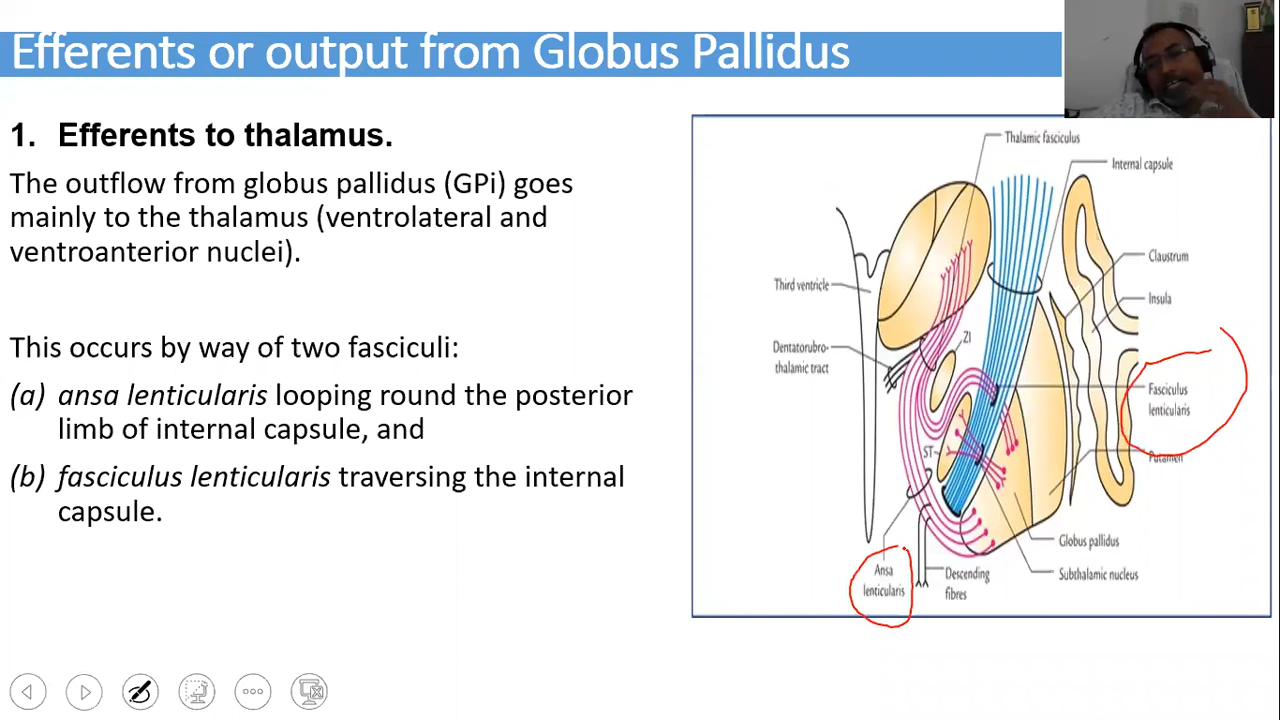 Efferents or output from Globus Pallidus
1. Efferents to thalamus.
The outflow from globus pallidus (GPi) goes
mainly to the thalamus (ventrolateral and
ventroanterior nuclei).
This occurs by way of two fasciculi:
(a) ansa lenticularis looping round the posterior
limb of internal capsule, and
(b) fasciculus lenticularis traversing the internal
capsule.
Thalamic fasciculus
Internal capsule
Claustrum
Insula
Third ventricle
ZI
Dentatorubro-
thalamic tract
Fasciculus
lenticularis
ST
Putamen
Globus pallidus
Ansa
lenticularis
Descending
fibres
Subthalamic nucleus